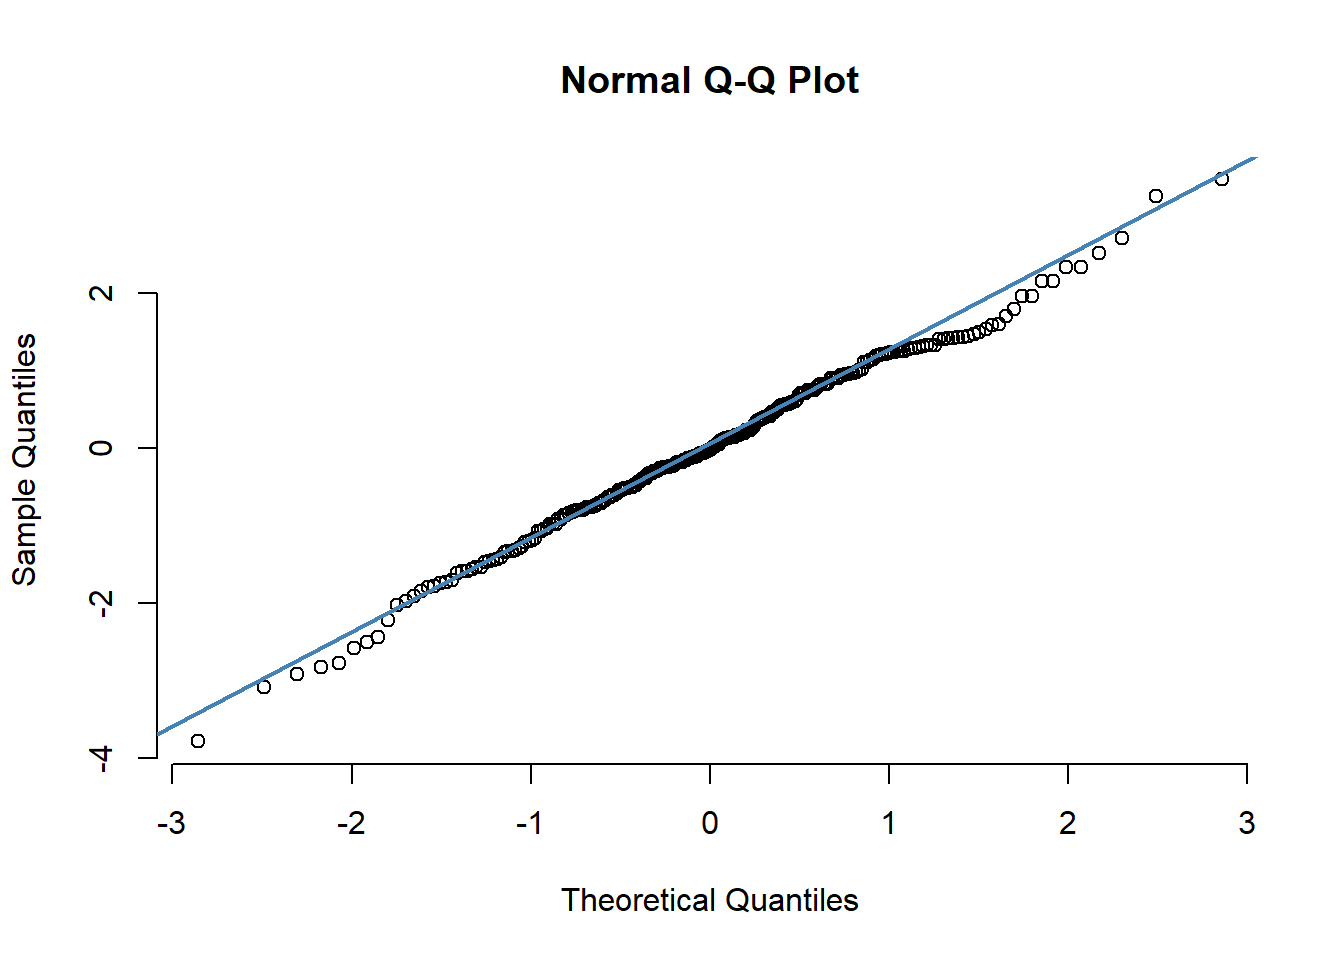 Normal Q-Q Plot
Sample Quantiles
2
0
-2
-4
-3 -2 -1 0 1 2 3
Theoretical Quantiles